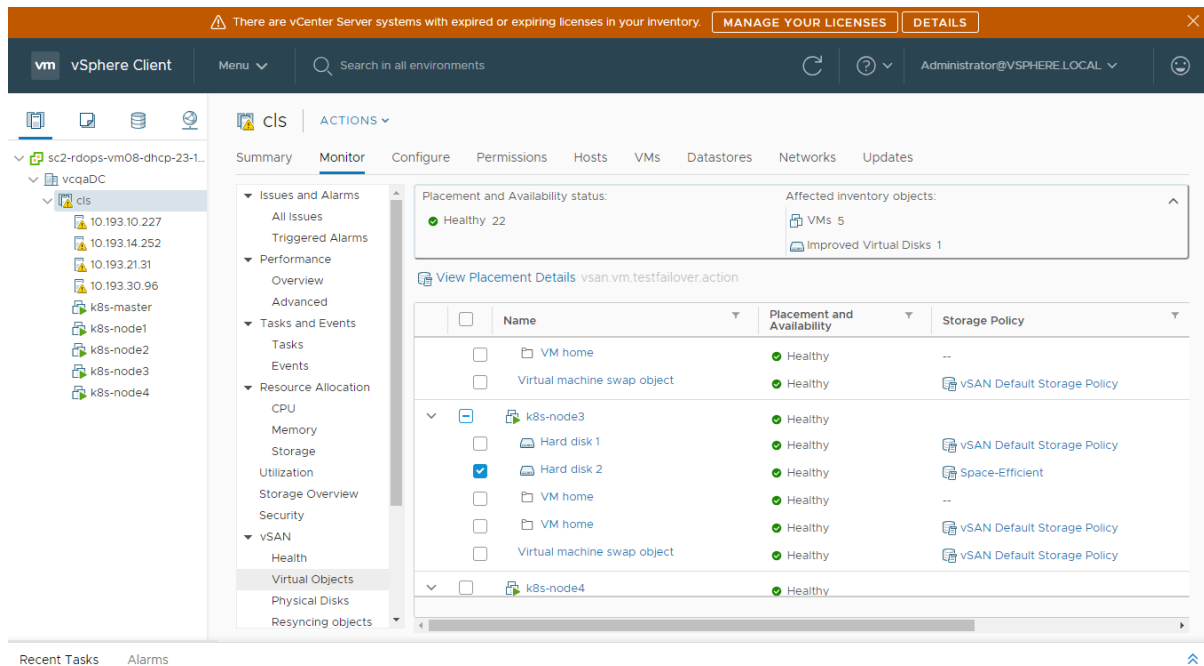 There are vCenter Server systems with expired or expiring licenses in your inventory. MANAGE YOUR LICENSES DETAILS
vm vSphere Client Menu Search in all environments Administrator@VSPHERE.LOCAL
sc2-rdops-vm08-dhcp-23-1...
vcqaDC
cls
10.193.10.227
10.193.14.252
10.193.21.31
10.193.30.96
k8s-master
k8s-node1
k8s-node2
k8s-node3
k8s-node4
cls ACTIONS
Summary Monitor Configure Permissions Hosts VMs Datastores Networks Updates
Issues and Alarms
All Issues
Triggered Alarms
Performance
Overview
Advanced
Tasks and Events
Tasks
Events
Resource Allocation
CPU
Memory
Storage
Utilization
Storage Overview
Security
vSAN
Health
Virtual Objects
Physical Disks
Resyncing objects
Placement and Availability status: Affected inventory objects:
Healthy 22 VMs 5
Improved Virtual Disks 1
View Placement Details vsan.vm.testfailover.action
Name Placement and Availability Storage Policy
VM home Healthy --
Virtual machine swap object Healthy vSAN Default Storage Policy
k8s-node3 Healthy
Hard disk 1 Healthy vSAN Default Storage Policy
Hard disk 2 Healthy Space-Efficient
VM home Healthy --
VM home Healthy vSAN Default Storage Policy
Virtual machine swap object Healthy vSAN Default Storage Policy
k8s-node4 Healthy
Recent Tasks Alarms